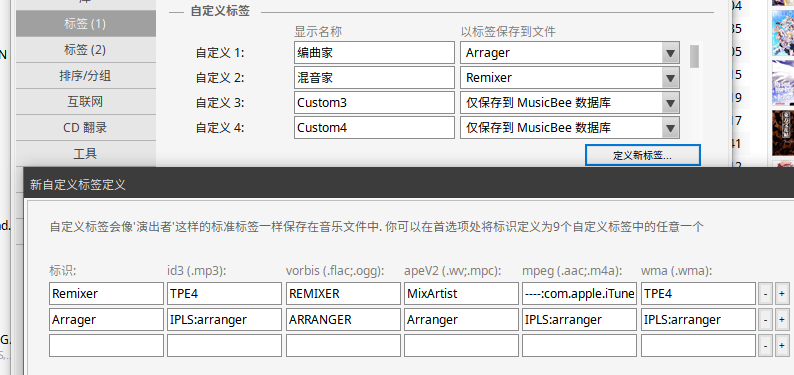 自定义标签
标签 (1)
标签 (2)
排序/分组
互联网
CD 翻录
工具
显示名称 以标签保存到文件
自定义 1: 编曲家 Arrager
自定义 2: 混音家 Remixer
自定义 3: Custom3 仅保存到 MusicBee 数据库
自定义 4: Custom4 仅保存到 MusicBee 数据库
定义新标签...
04
35
05
15
19
17
41
新自定义标签定义
自定义标签会像'演出者'这样的标准标签一样保存在音乐文件中, 你可以在首选项处将标识定义为9个自定义标签中的任意一个
标识: id3 (.mp3): vorbis (.flac;.ogg): apeV2 (.wv;.mpc): mpeg (.aac;.m4a): wma (.wma):
Remixer TPE4 REMIXER MixArtist ----:com.apple.iTune TPE4 - +
Arrager IPLS:arranger ARRANGER Arranger IPLS:arranger IPLS:arranger - +
- +